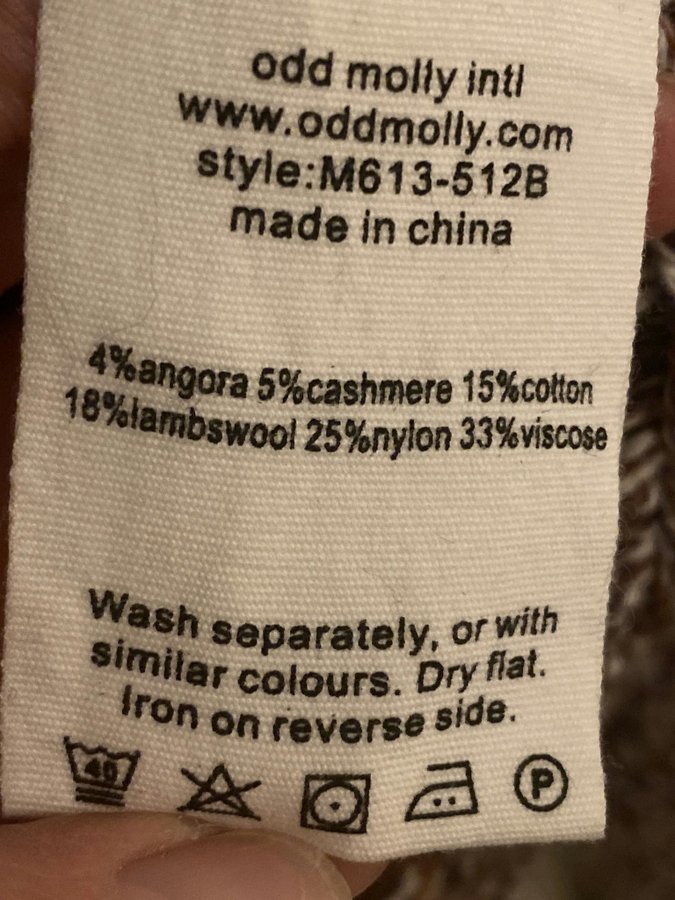 odd molly intl
www.oddmolly.com
style:M613-512B
made in china
4%angora 5%cashmere 15%cotton
18%lambswool 25%nylon 33%viscose
Wash separately, or with
similar colours. Dry flat.
Iron on reverse side.
40
P